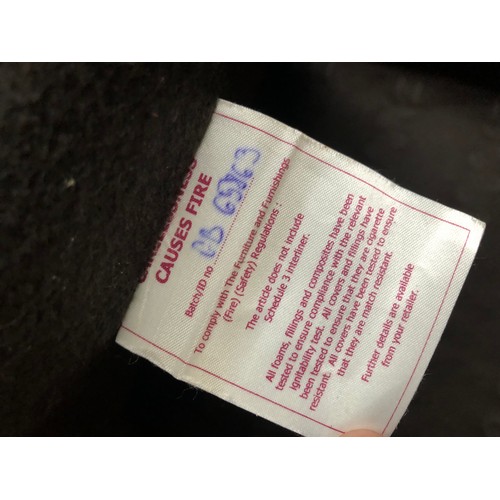 CARELESSNESS
CAUSES FIRE
Batch/ID no
To comply with The Furniture and Furnishings
(Fire) (Safety) Regulations :
The article does not include
Schedule 3 interliner.
All foams, fillings and composites have been
tested to ensure compliance with the relevant
ignitability test. All covers and fillings have
been tested to ensure that they are cigarette
resistant. All covers have been tested to ensure
that they are match resistant.
Further details are available
from your retailer.